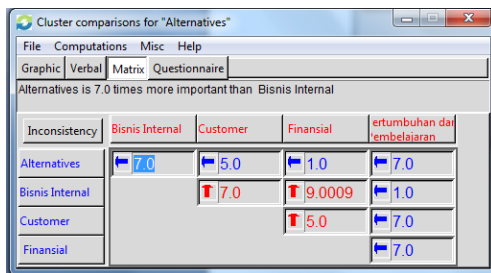 Cluster comparisons for "Alternatives"
File Computations Misc Help
Graphic Verbal Matrix Questionnaire
Alternatives is 7.0 times more important than Bisnis Internal
Inconsistency Bisnis Internal Customer Finansial ertumbuhan dan
'embelajaran
Alternatives 7.0 5.0 1.0 7.0
Bisnis Internal 7.0 9.0009 1.0
Customer 5.0 7.0
Finansial 7.0